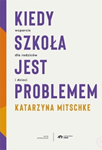 KIEDY
wsparcie
SZKOŁA
dla rodziców
JEST
i dzieci
PROBLEMEM
KATARZYNA MITSCHKE